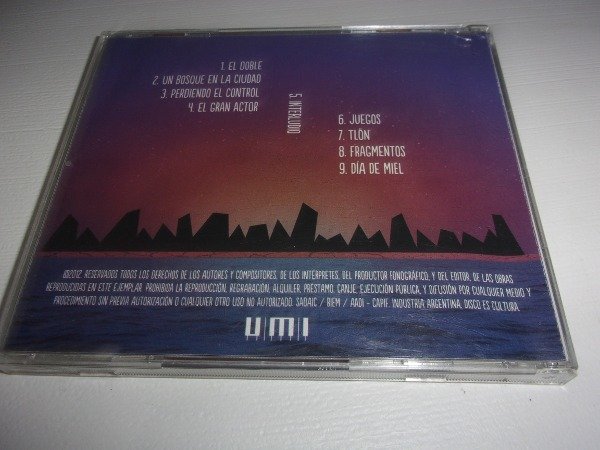 1. EL DOBLE
2. UN BOSQUE EN LA CIUDAD
3. PERDIENDO EL CONTROL
4. EL GRAN ACTOR
5. INTERLUDIO
6. JUEGOS
7. TLÖN
8. FRAGMENTOS
9. DÍA DE MIEL
©2012. RESERVADOS TODOS LOS DERECHOS DE LOS AUTORES Y COMPOSITORES, DE LOS INTERPRETES, DEL PRODUCTOR FONOGRÁFICO, Y DEL EDITOR, DE LAS OBRAS
REPRODUCIDAS EN ESTE EJEMPLAR. PROHIBIDA LA REPRODUCCIÓN, REGRABACIÓN, ALQUILER, PRÉSTAMO, CANJE, EJECUCIÓN PÚBLICA, Y DIFUSIÓN POR CUALQUIER MEDIO Y
PROCEDIMIENTO SIN PREVIA AUTORIZACIÓN O CUALQUIER OTRO USO NO AUTORIZADO. SADAIC / BIEM / AADI - CAPIF. INDUSTRIA ARGENTINA. DISCO ES CULTURA.
UMI